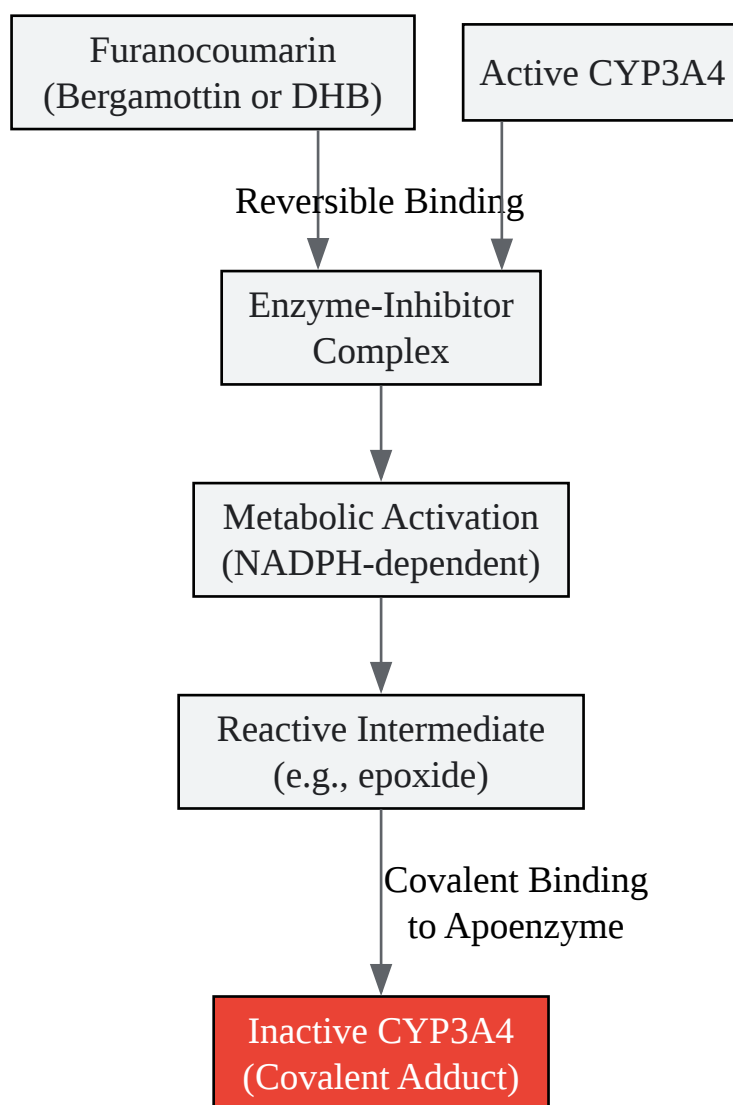 Furanocoumarin
(Bergamottin or DHB)
Active CYP3A4
Reversible Binding
Enzyme-Inhibitor
Complex
Metabolic Activation
(NADPH-dependent)
Reactive Intermediate
(e.g., epoxide)
Covalent Binding
to Apoenzyme
Inactive CYP3A4
(Covalent Adduct)